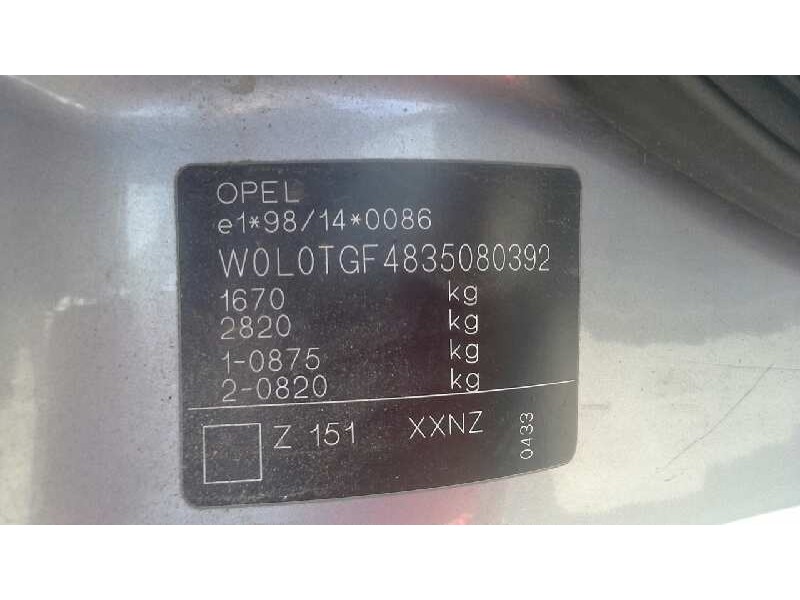 OPEL
e1*98/14*0086
W0L0TGF4835080392
1670 kg
2820 kg
1-0875 kg
2-0820 kg
Z 151 XXNZ
0433